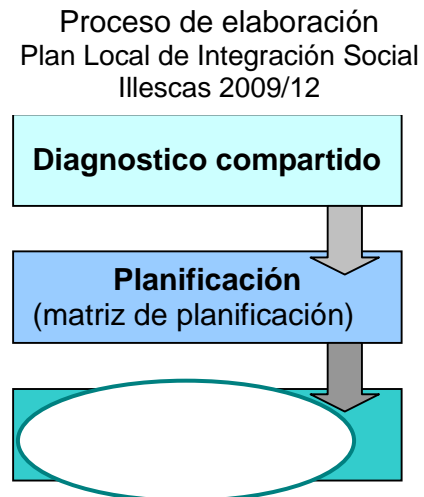 Proceso de elaboración
Plan Local de Integración Social
Illescas 2009/12
Diagnostico compartido
Planificación
(matriz de planificación)